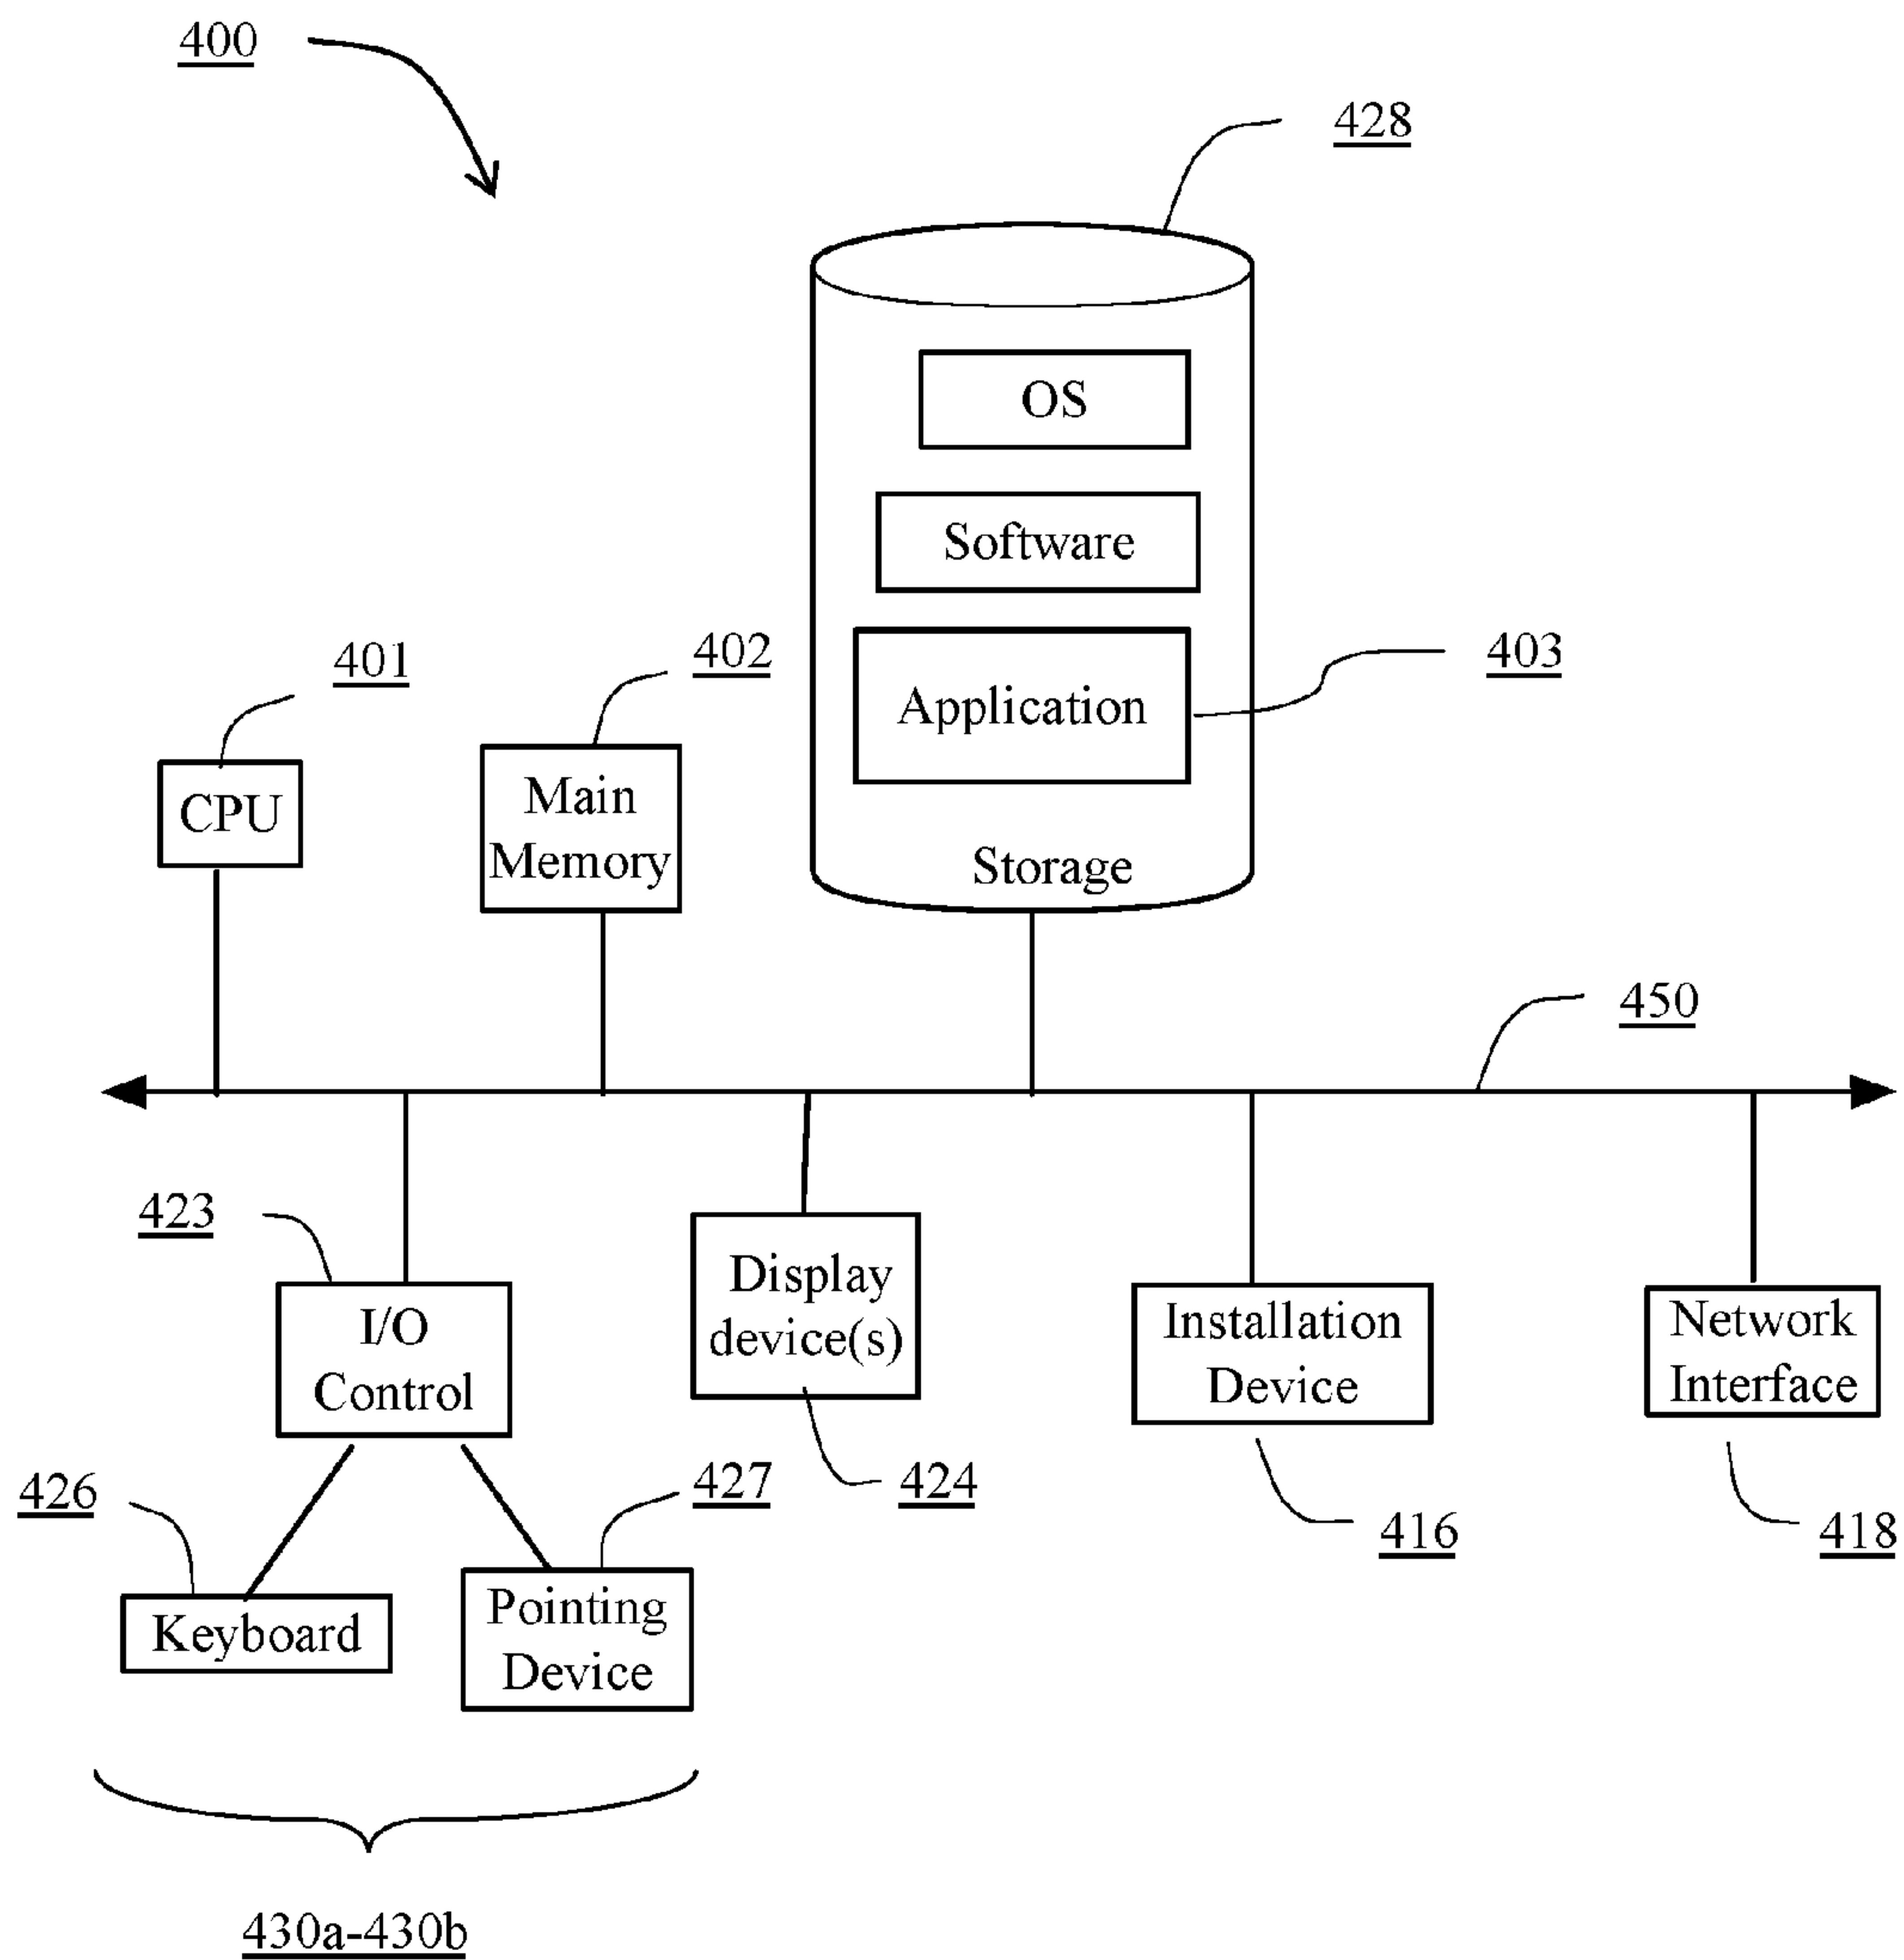 400
428
OS
Software
401
402
403
Application
CPU
Main
Memory
Storage
450
423
Display
device(s)
I/O
Control
Installation
Device
Network
Interface
426
427
424
416
418
Keyboard
Pointing
Device
430a-430b